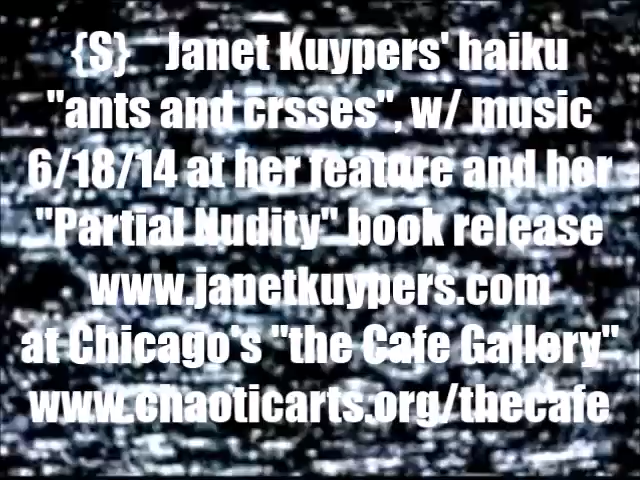 {S} Janet Kuypers' haiku
"ants and crsses", w/ music
6/18/14 at her feature and her
"Partial Nudity" book release
www.janetkuypers.com
at Chicago's "the Cafe Gallery"
www.chaoticarts.org/thecafe